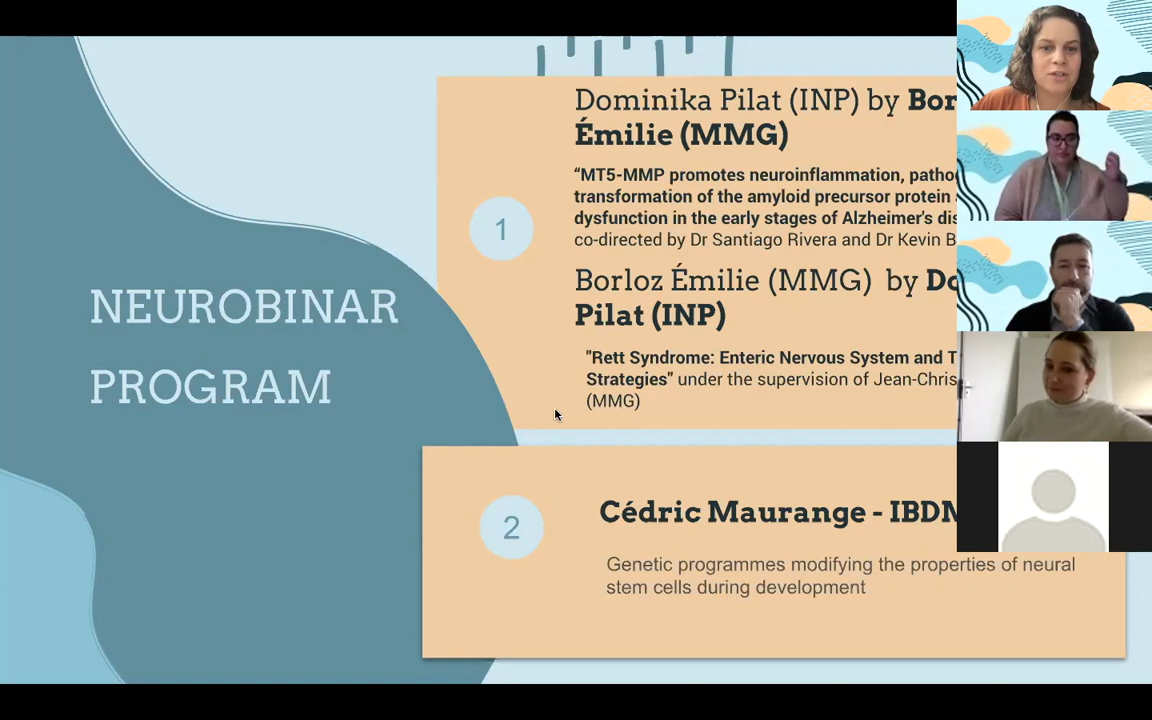 NEUROBINAR
PROGRAM
1
Dominika Pilat (INP) by
Émilie (MMG)
“MT5-MMP promotes neuroinflammation,
transformation of the amyloid precursor protein
dysfunction in the early stages of Alzheimer's
co-directed by Dr Santiago Rivera and Dr Kevin
Borloz Émilie (MMG) by
Pilat (INP)
"Rett Syndrome: Enteric Nervous System and
Strategies" under the supervision of
(MMG)
2
Cédric Maurange - IBDM
Genetic programmes modifying the properties of neural
stem cells during development